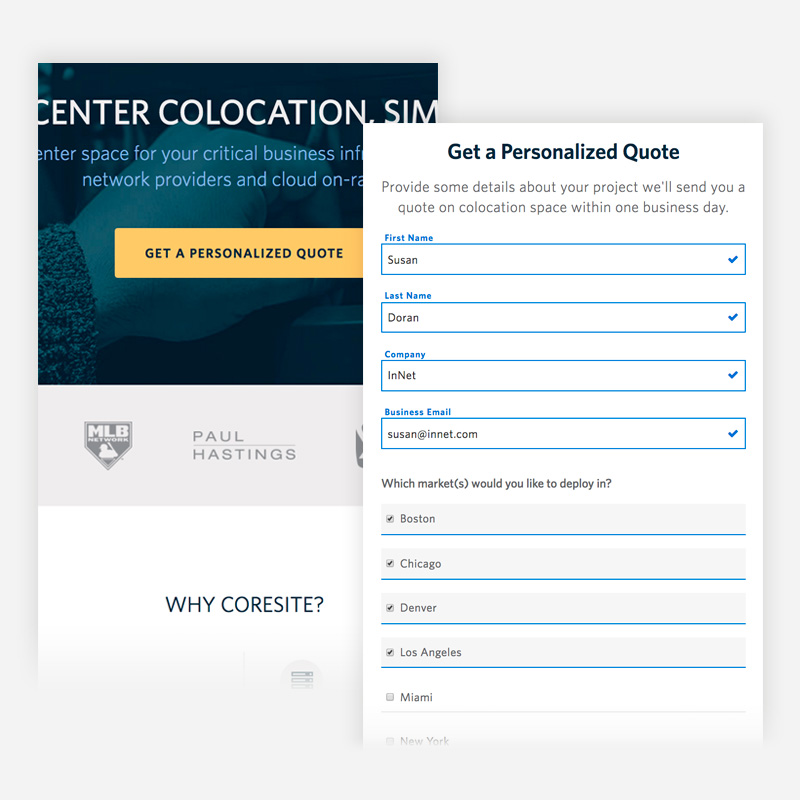 CENTER COLOCATION, SIM
enter space for your critical business infr
network providers and cloud on-ra
GET A PERSONALIZED QUOTE
MLB
NETWORK
PAUL
HASTINGS
WHY CORESITE?
Get a Personalized Quote
Provide some details about your project we'll send you a
quote on colocation space within one business day.
First Name
Susan
Last Name
Doran
Company
InNet
Business Email
susan@innet.com
Which market(s) would you like to deploy in?
Boston
Chicago
Denver
Los Angeles
Miami
New York